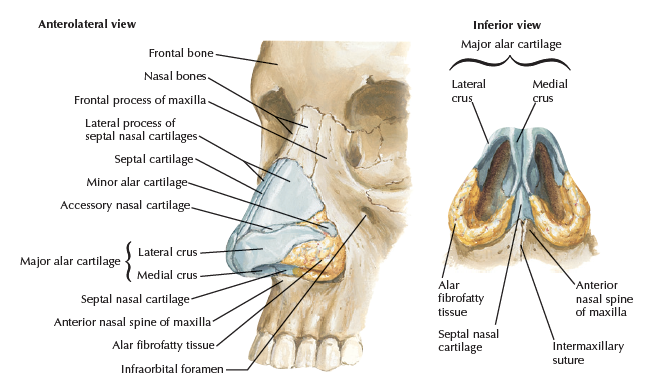 Anterolateral view
Frontal bone
Nasal bones
Frontal process of maxilla
Lateral process of
septal nasal cartilages
Septal cartilage
Minor alar cartilage
Accessory nasal cartilage
Major alar cartilage
Lateral crus
Medial crus
Septal nasal cartilage
Anterior nasal spine of maxilla
Alar fibrofatty tissue
Infraorbital foramen
Inferior view
Major alar cartilage
Lateral
crus
Medial
crus
Alar
fibrofatty
tissue
Septal nasal
cartilage
Anterior
nasal spine
of maxilla
Intermaxillary
suture